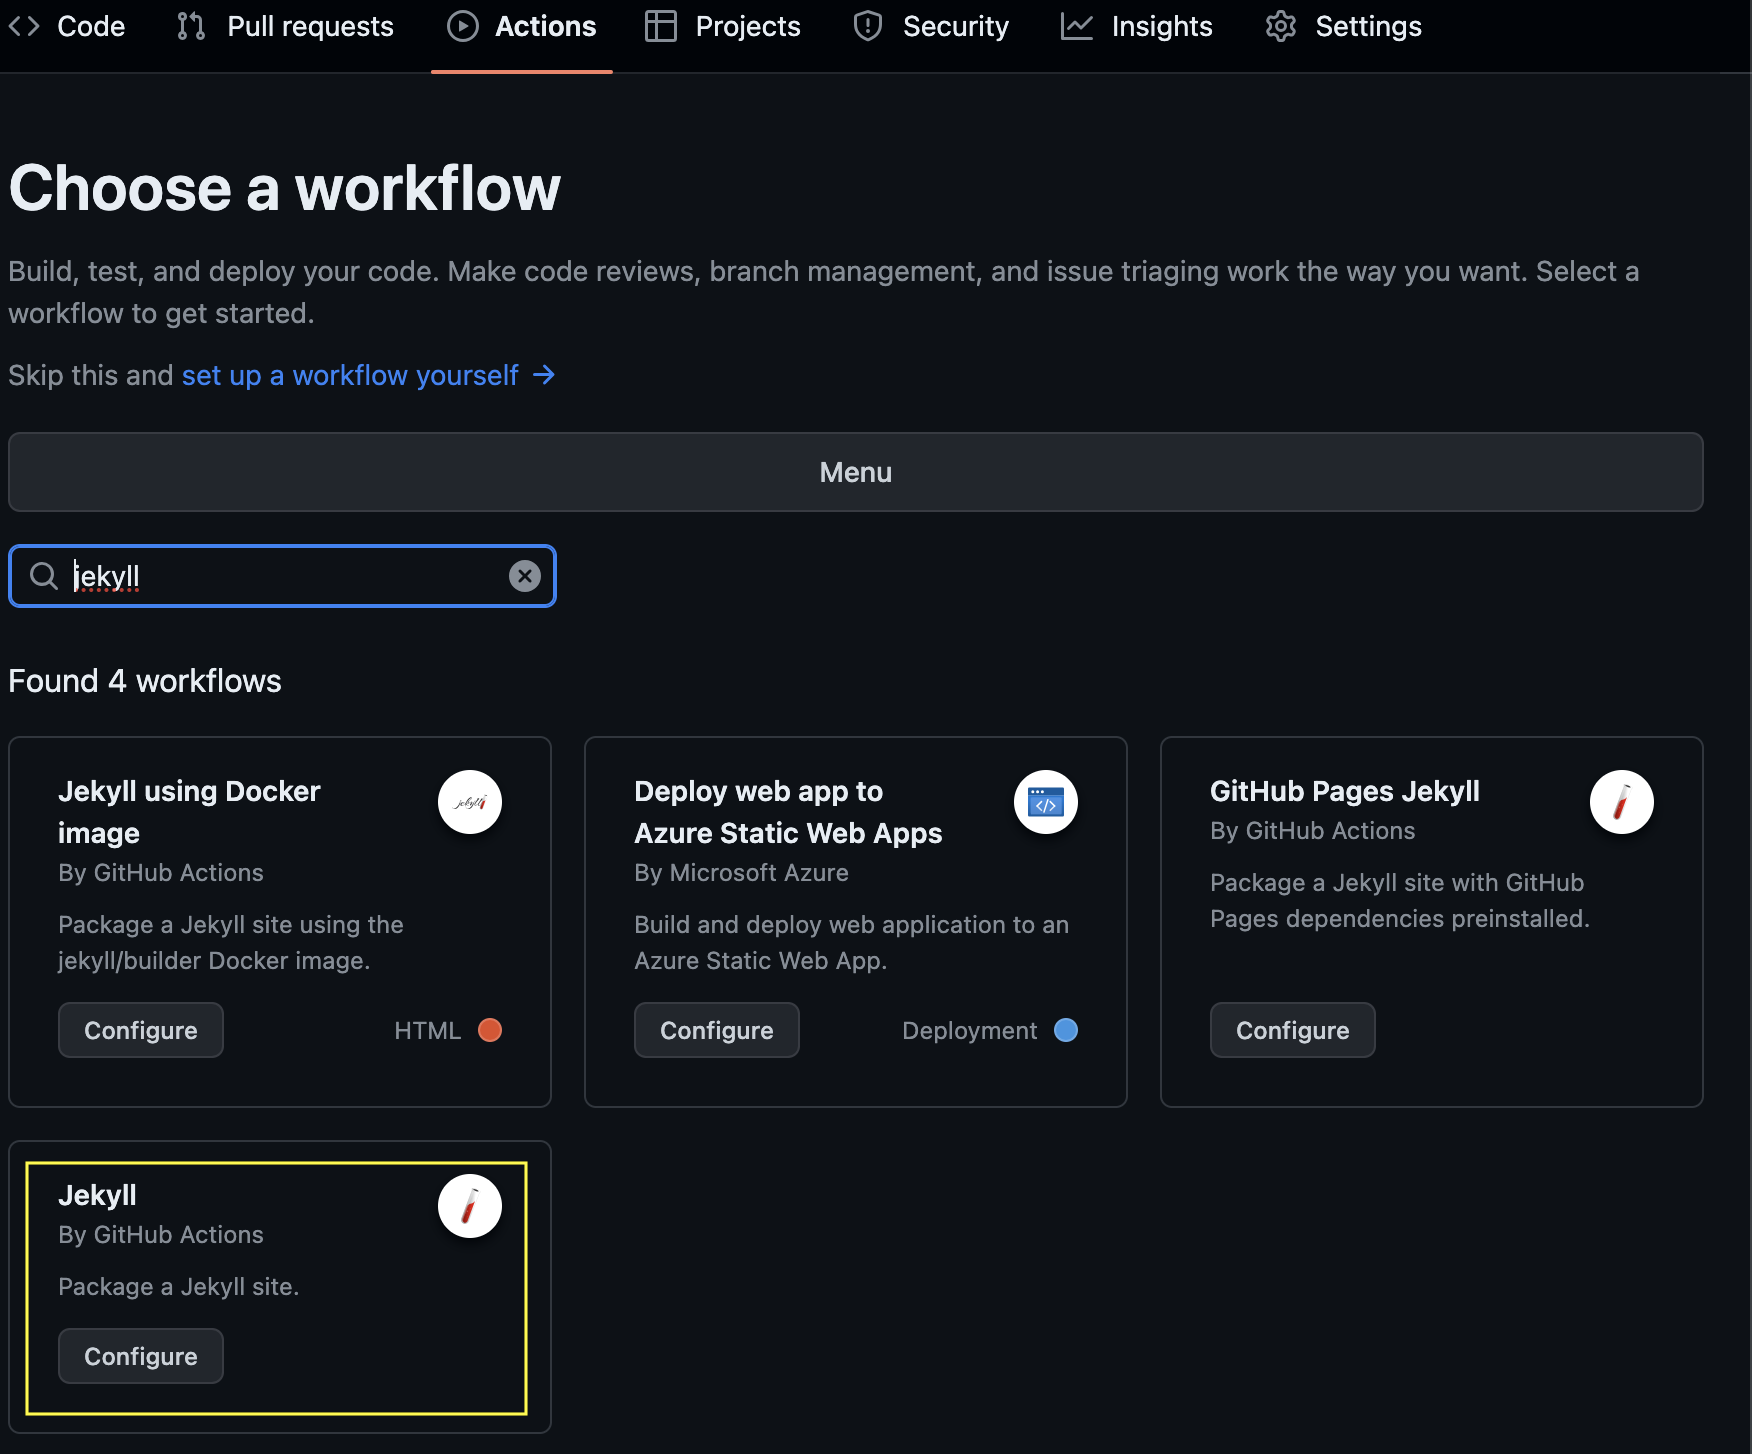 Code Pull requests Actions Projects Security Insights Settings
Choose a workflow
Build, test, and deploy your code. Make code reviews, branch management, and issue triaging work the way you want. Select a
workflow to get started.
Skip this and set up a workflow yourself →
Menu
jekyll
Found 4 workflows
Jekyll using Docker
image
By GitHub Actions
Package a Jekyll site using the
jekyll/builder Docker image.
Configure HTML
jekyll
Deploy web app to
Azure Static Web Apps
By Microsoft Azure
Build and deploy web application to an
Azure Static Web App.
Configure Deployment
GitHub Pages Jekyll
By GitHub Actions
Package a Jekyll site with GitHub
Pages dependencies preinstalled.
Configure
Jekyll
By GitHub Actions
Package a Jekyll site.
Configure